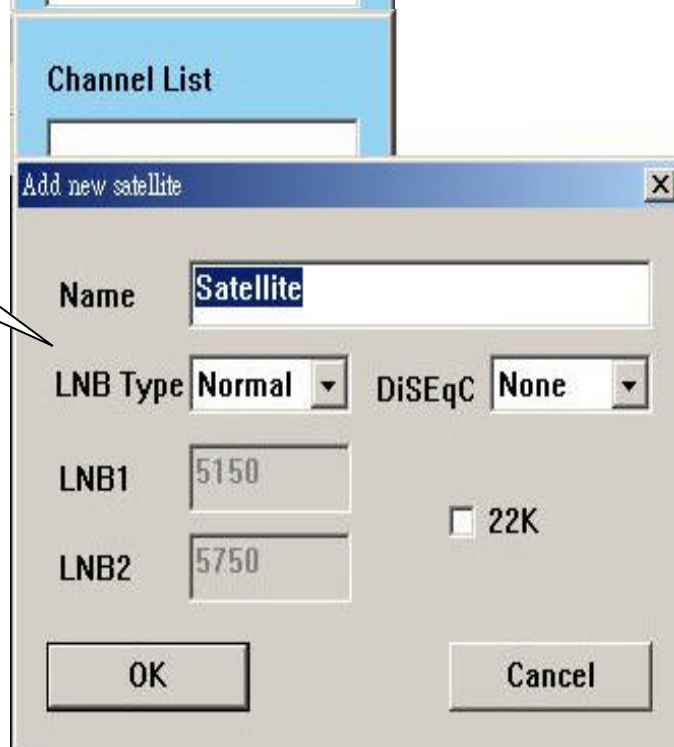 Channel List
Add new satellite
Name Satellite
LNB Type Normal DiSEqC None
LNB1 5150
22K
LNB2 5750
OK Cancel